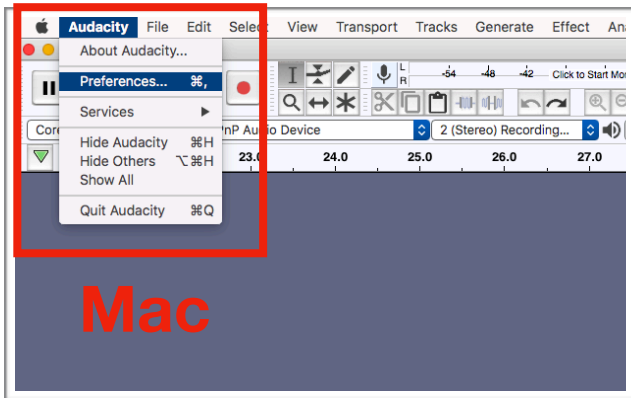 Audacity File Edit Select View Transport Tracks Generate Effect
About Audacity...
Preferences... ⌘,
Services
Hide Audacity ⌘H
Hide Others ⌥⌘H
Show All
Quit Audacity ⌘Q
L
R
-54 -48 -42 Click to Start
Audio Device
2 (Stereo) Recording...
23.0 24.0 25.0 26.0 27.0
Mac